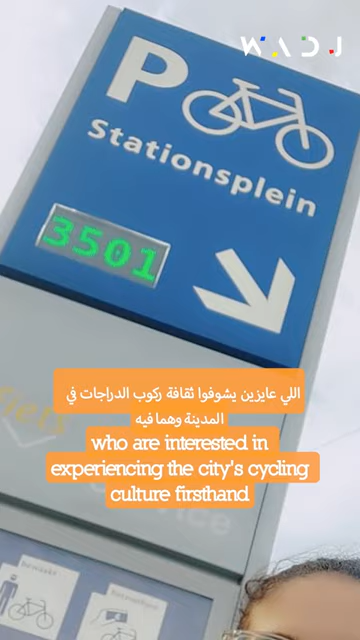 WADJ
P
Stationsplein
3501
اللي عايزين يشوفوا ثقافة ركوب الدراجات في
المدينة وهما فيه
who are interested in
experiencing the city's cycling
culture firsthand